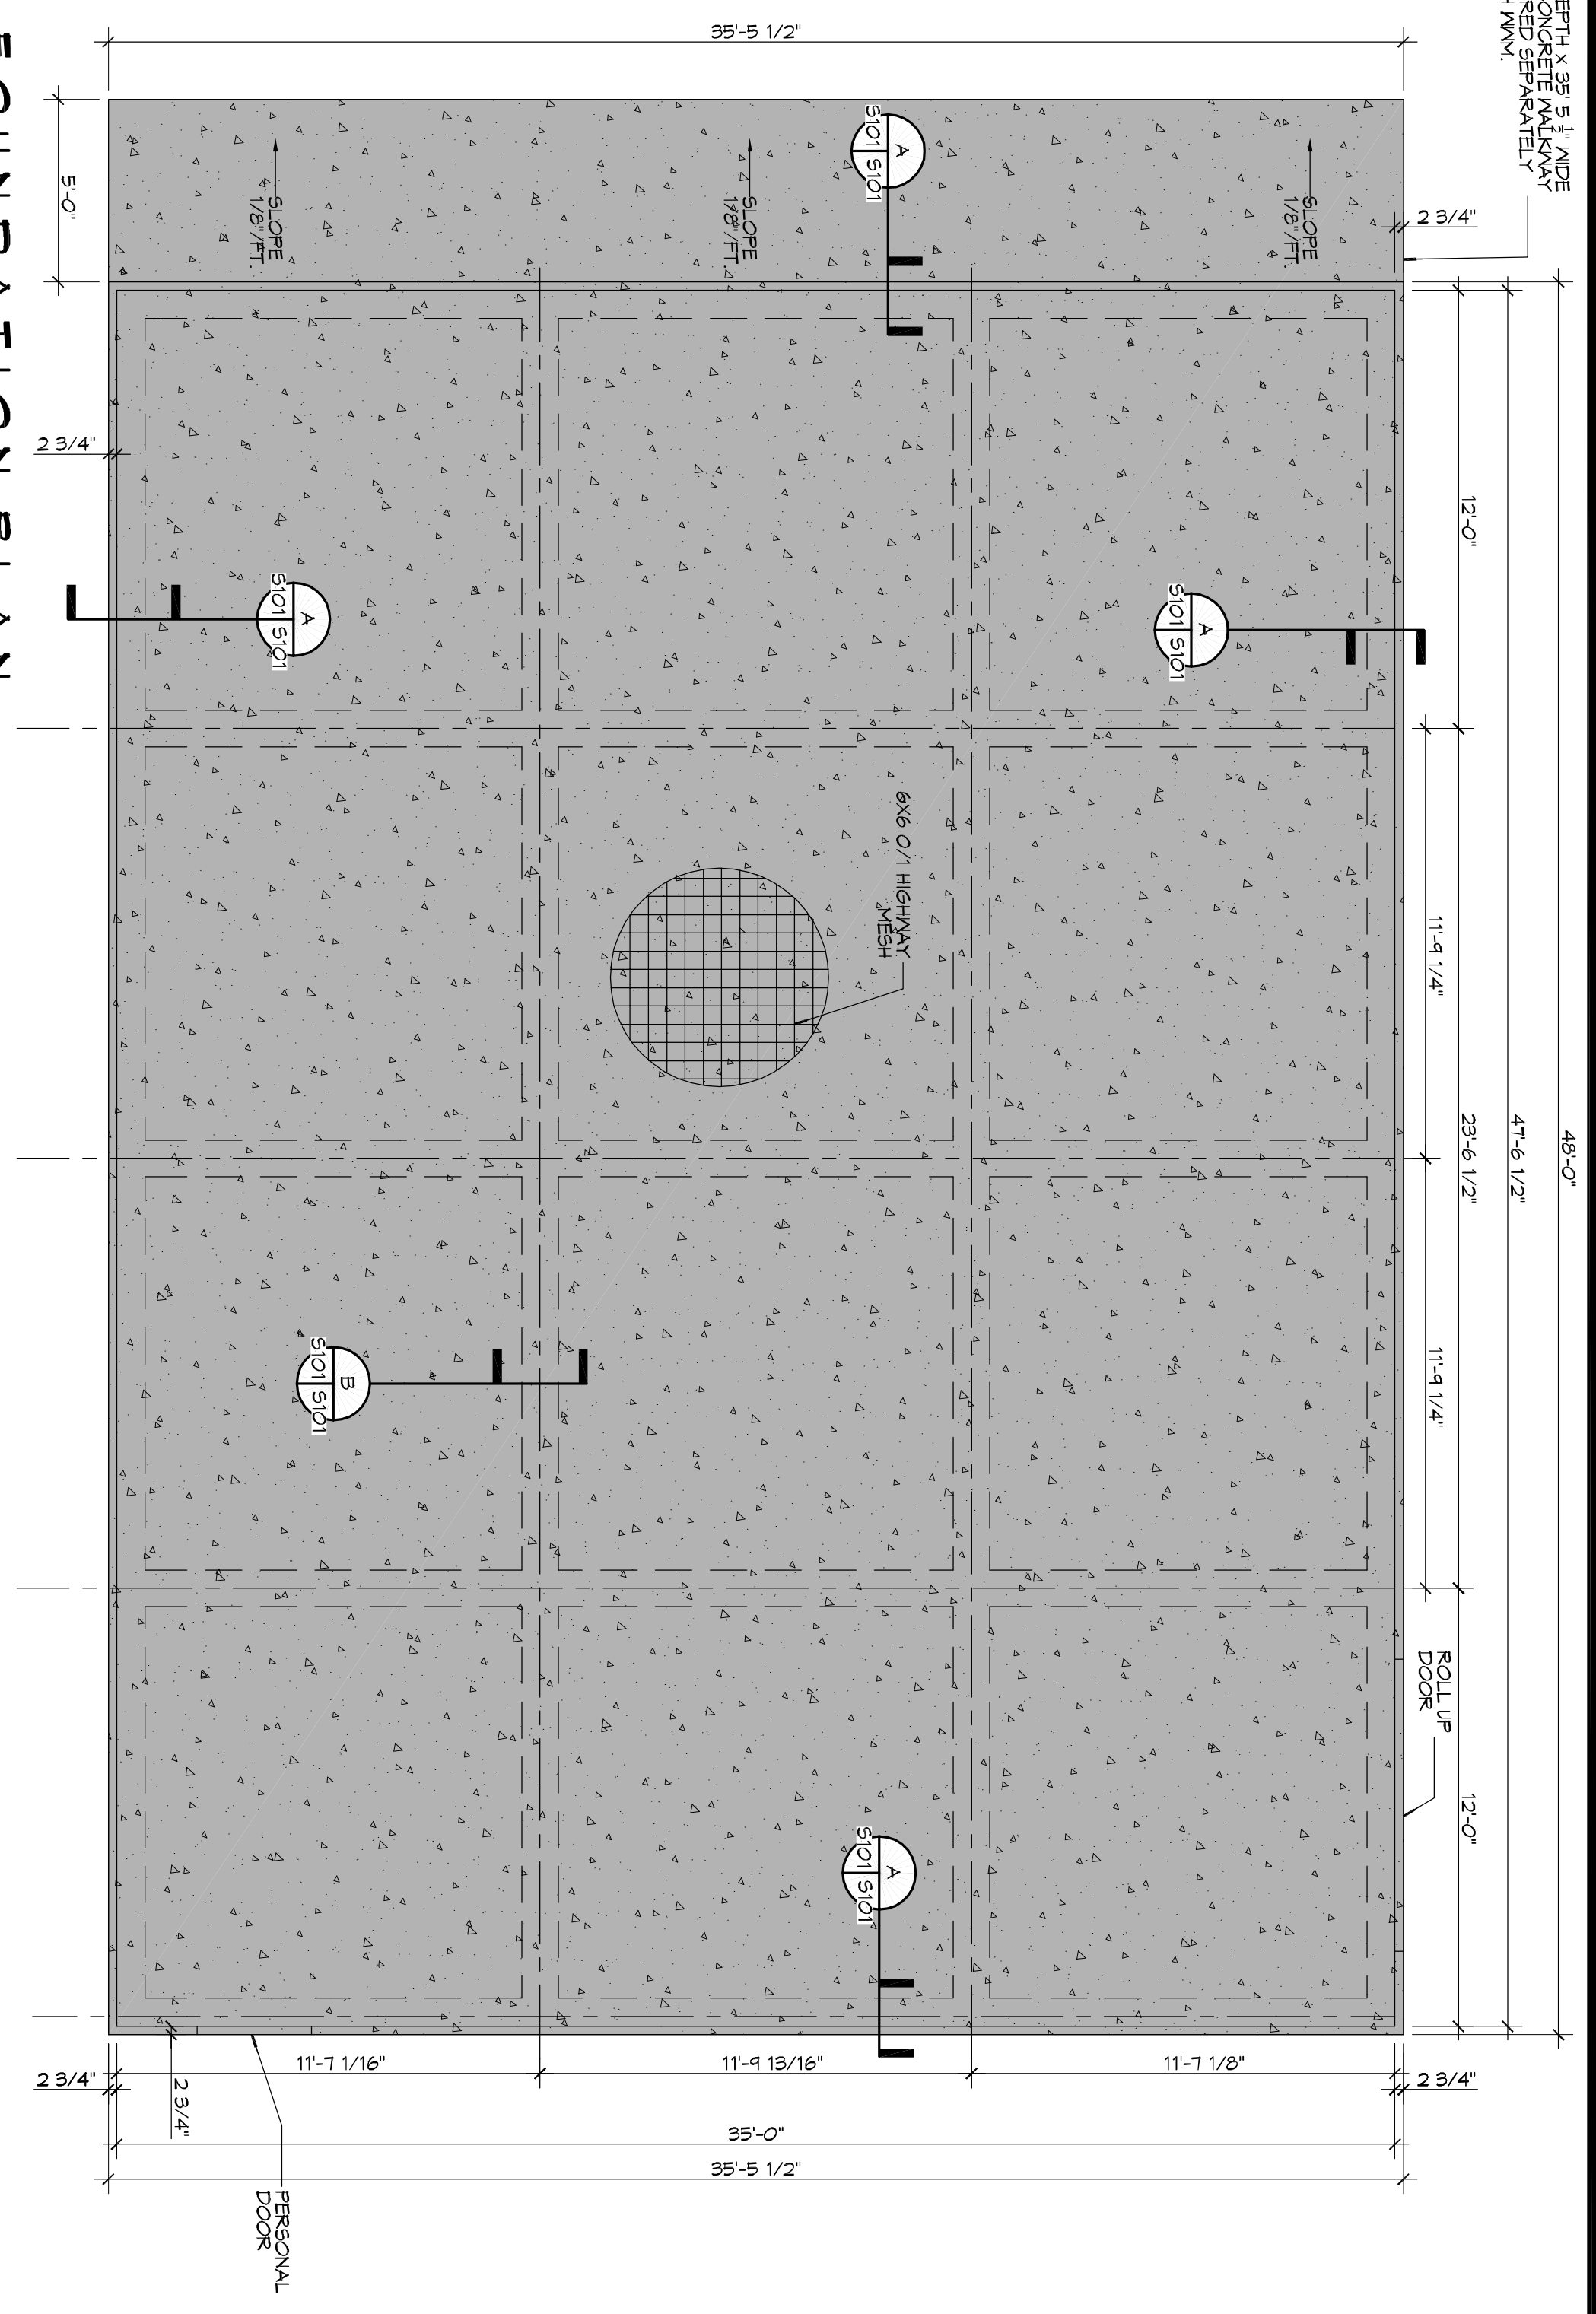 EPTH x 35' 5 1/2" WIDE
ONCRETE WALKWAY
RED SEPARATELY
H WWM.
35'-5 1/2"
5'-0"
SLOPE
1/8"/FT.
SLOPE
1/8"/FT.
SLOPE
1/8"/FT.
A
S101 S101
2 3/4"
2 3/4"
12'-0"
A
S101 S101
A
S101 S101
6X6 0/1 HIGHWAY
MESH
11'-9 1/4"
23'-6 1/2"
47'-6 1/2"
48'-0"
11'-9 1/4"
B
S101 S101
ROLL UP
DOOR
12'-0"
A
S101 S101
11'-7 1/16"
11'-9 13/16"
11'-7 1/8"
2 3/4"
2 3/4"
2 3/4"
35'-0"
35'-5 1/2"
PERSONAL
DOOR